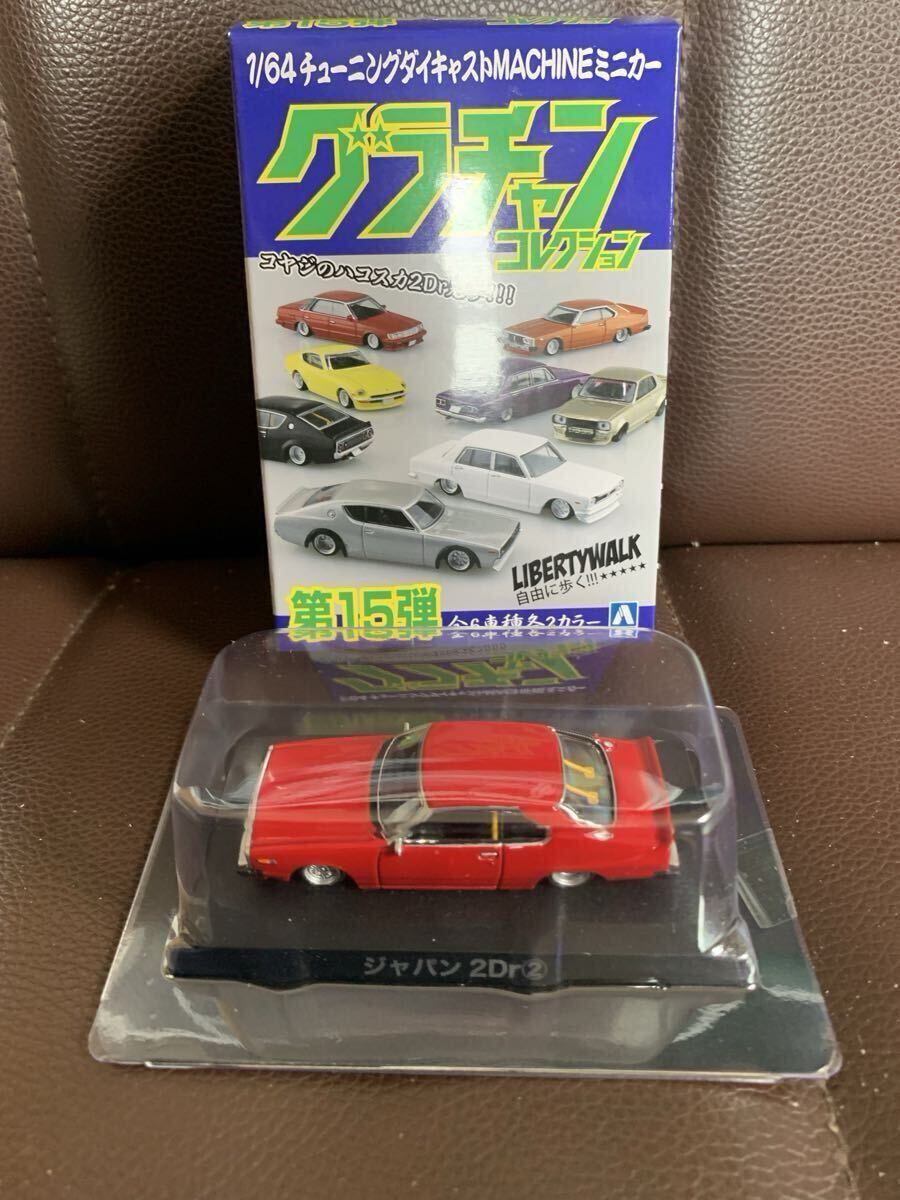 1/64 チューニングダイキャストMACHINEミニカー
グラチャン
コレクション
コヤジのハコスカ2Dr
!!!
LIBERTYWALK
自由に歩く!!!★★★★★
第15弾
全6車種各2カラー
A
ジャパン 2Dr②